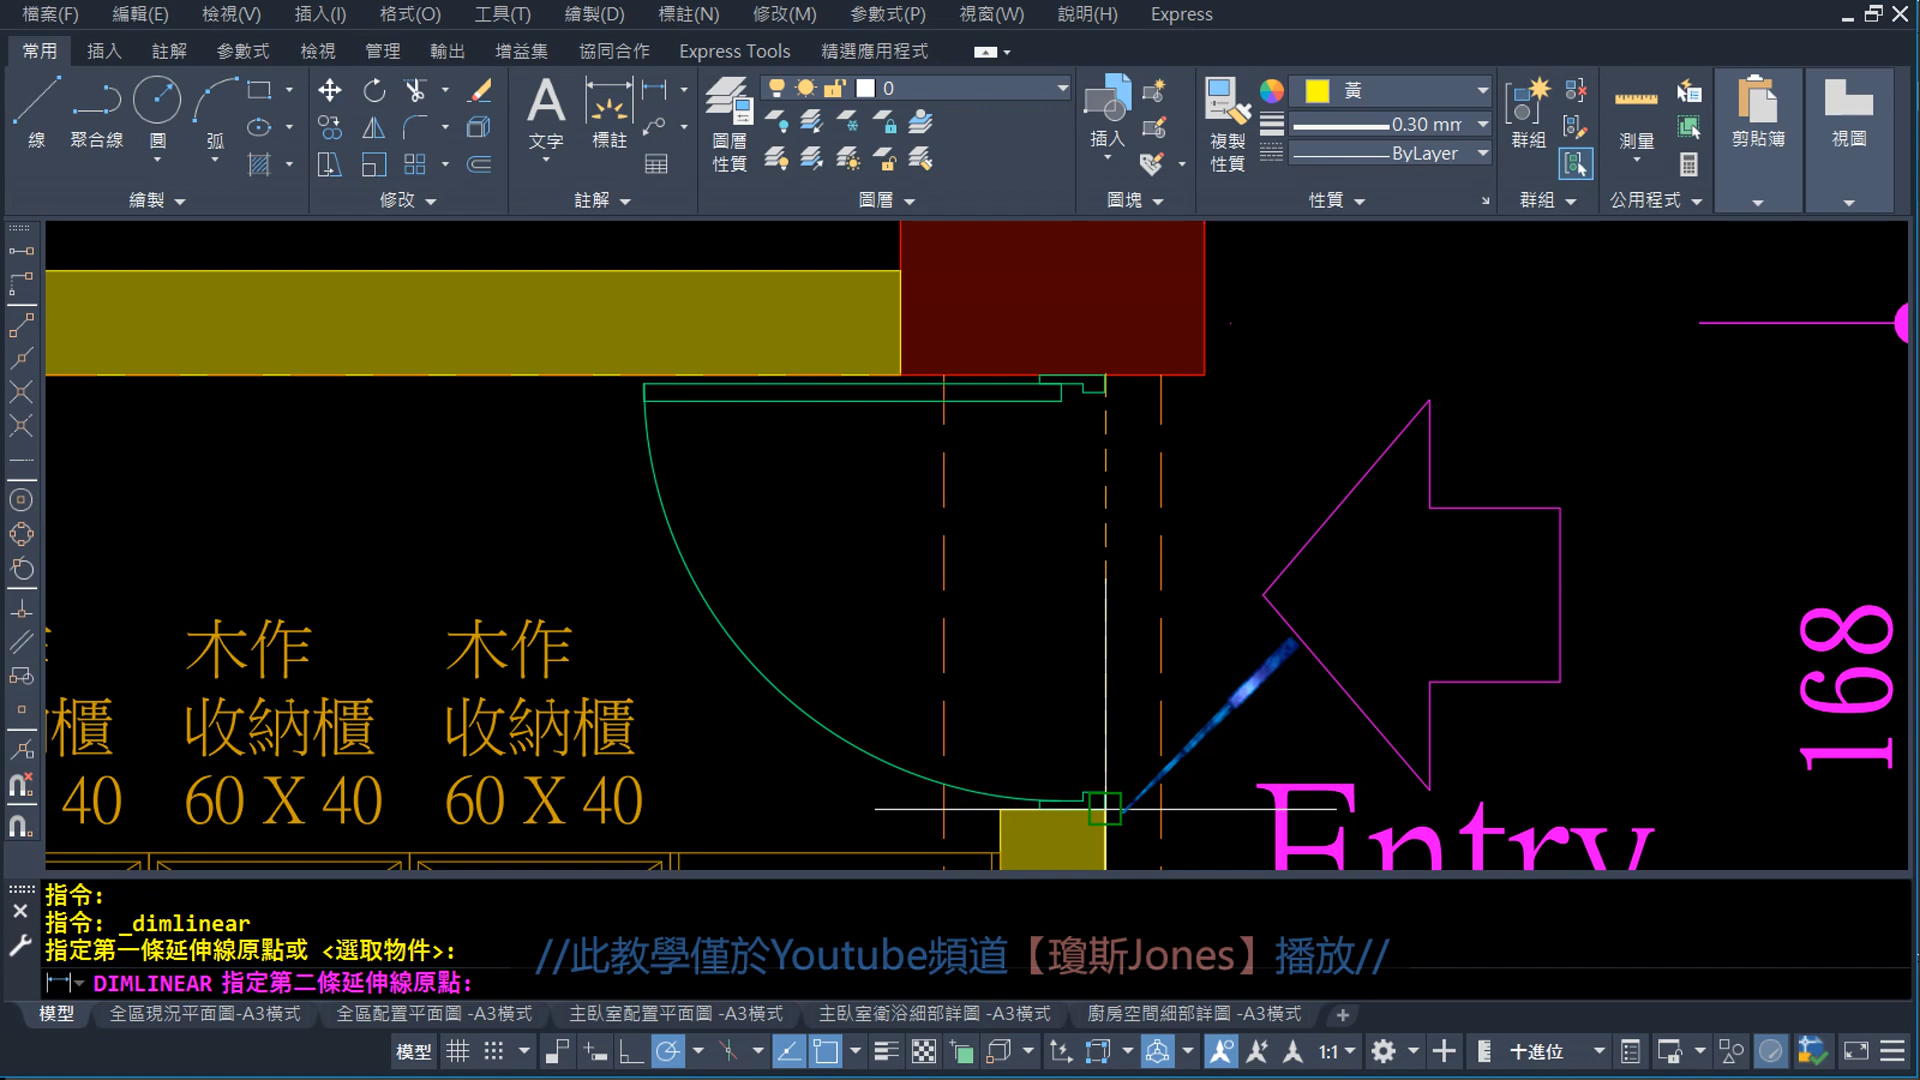 檔案(F) 編輯(E) 檢視(V) 插入(I) 格式(O) 工具(T) 繪製(D) 標註(N) 修改(M) 參數式(P) 視窗(W) 說明(H) Express
常用 插入 註解 參數式 檢視 管理 輸出 增益集 協同合作 Express Tools 精選應用程式
0
黃
0.30 mm
ByLayer
線 聚合線 圓 弧 文字 標註 圖層性質 插入 複製性質 群組 測量 剪貼簿 視圖
繪製 修改 註解 圖層 圖塊 性質 群組 公用程式
木作 木作
櫃 收納櫃 收納櫃
40 60 X 40 60 X 40
168
Entry
指令:
指令: _dimlinear
指定第一條延伸線原點或 <選取物件>:
//此教學僅於Youtube頻道【瓊斯Jones】播放//
DIMLINEAR 指定第二條延伸線原點:
模型 全區現況平面圖-A3橫式 全區配置平面圖 -A3橫式 主臥室配置平面圖 -A3橫式 主臥室衛浴細部詳圖 -A3橫式 廚房空間細部詳圖 -A3橫式
模型 1:1 十進位